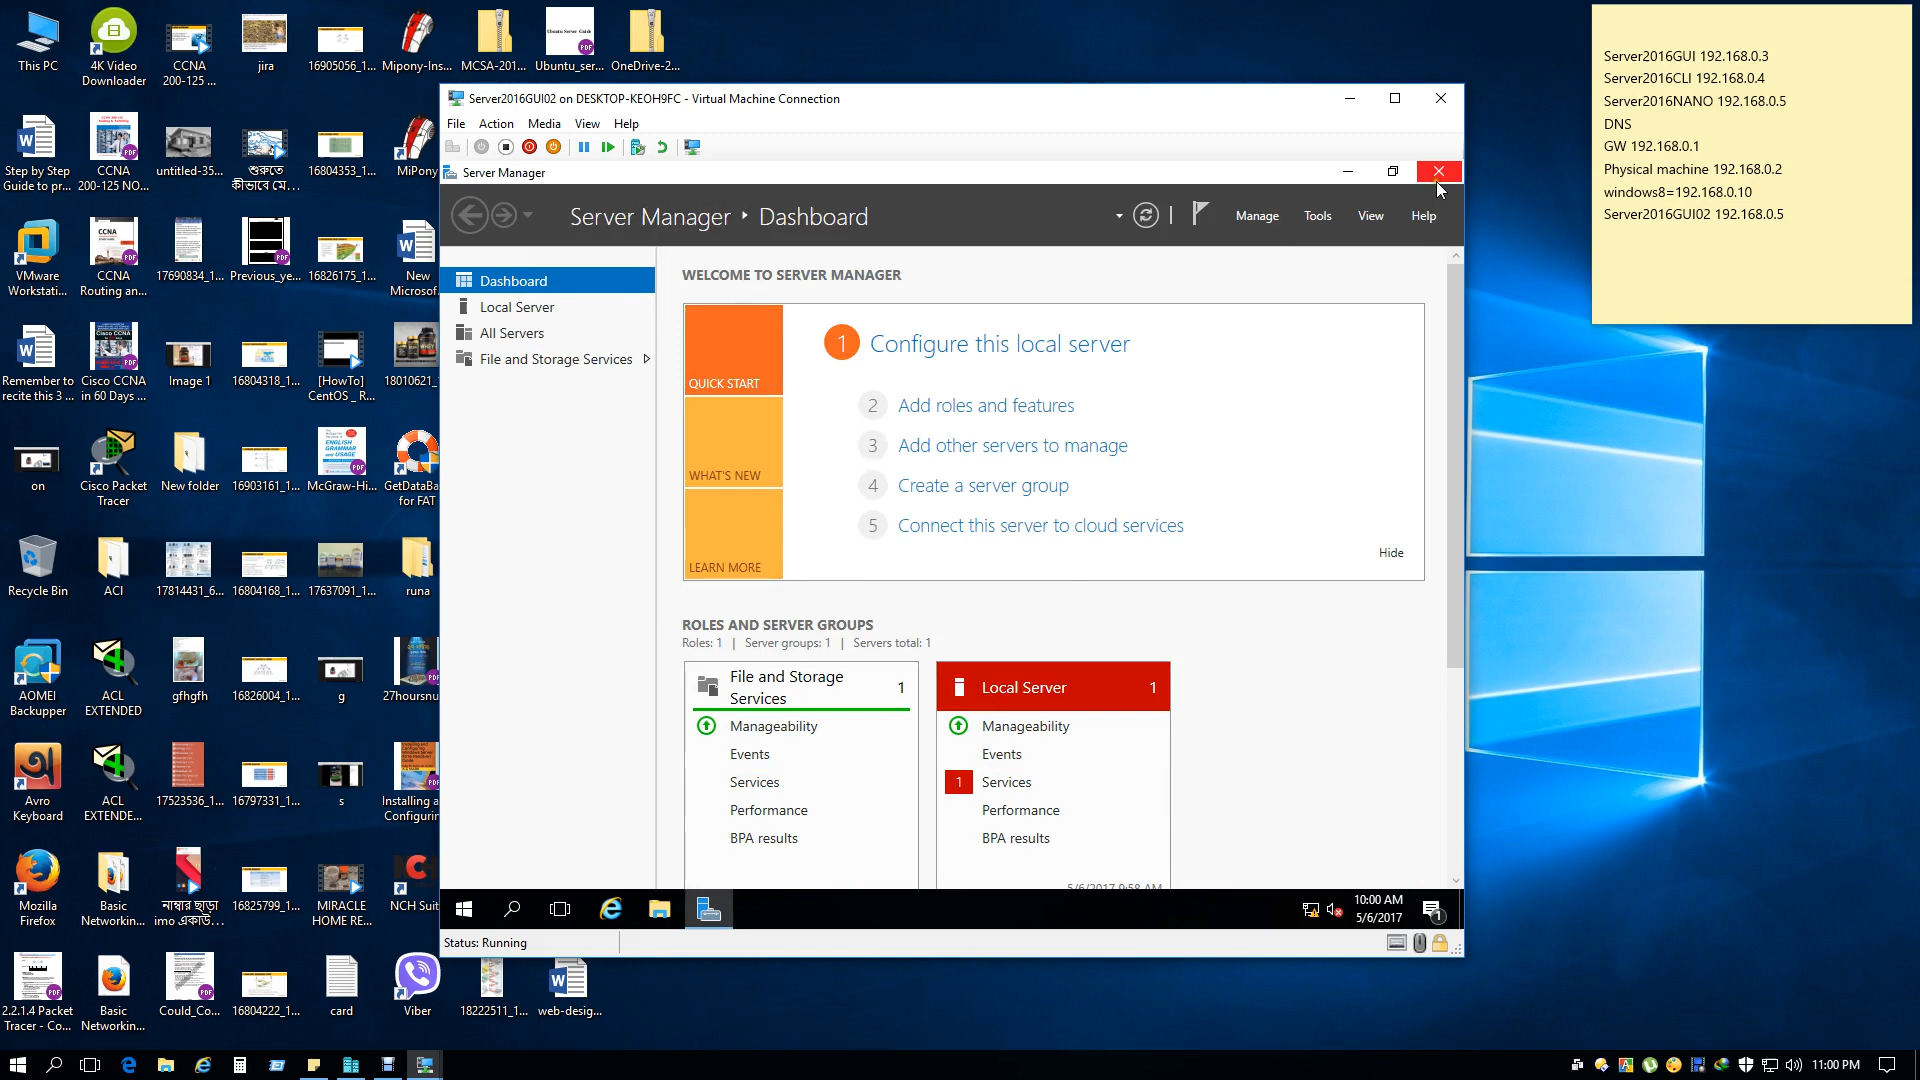 This PC
4K Video
Downloader
CCNA
200-125 ...
jira
16905056_1...
Mipony-Ins...
MCSA-201...
Ubuntu_ser...
OneDrive-2...
Step by Step
Guide to pr...
CCNA
200-125 NO...
untitled-35...
শুরুতে
কীভাবে মে...
16804353_1...
MiPony
VMware
Workstati...
CCNA
Routing an...
17690834_1...
Previous_ye...
16826175_1...
New
Microsof
Remember to
recite this 3 ...
Cisco CCNA
in 60 Days ...
Image 1
16804318_1...
[HowTo]
CentOS _ R...
18010621_
on
Cisco Packet
Tracer
New folder
16903161_1...
McGraw-Hi...
GetDataBa
for FAT
Recycle Bin
ACI
17814431_6...
16804168_1...
17637091_1...
runa
AOMEI
Backupper
ACL
EXTENDED
gfhgfh
16826004_1...
g
27hoursnu
Avro
Keyboard
ACL
EXTENDE...
17523536_1...
16797331_1...
s
Installing a
Configurin
Mozilla
Firefox
Basic
Networkin...
নাম্বার ছাড়া
imo একাউ...
16825799_1...
MIRACLE
HOME RE...
NCH Suit
2.2.1.4 Packet
Tracer - Co...
Basic
Networkin...
Could_Co...
16804222_1...
card
Viber
18222511_1...
web-desig...
Server2016GUI02 on DESKTOP-KEOH9FC - Virtual Machine Connection
File Action Media View Help
Server Manager
Server Manager ‣ Dashboard
Manage Tools View Help
Dashboard
Local Server
All Servers
File and Storage Services
WELCOME TO SERVER MANAGER
QUICK START
WHAT'S NEW
LEARN MORE
1 Configure this local server
2 Add roles and features
3 Add other servers to manage
4 Create a server group
5 Connect this server to cloud services
Hide
ROLES AND SERVER GROUPS
Roles: 1 | Server groups: 1 | Servers total: 1
File and Storage
Services
1
Manageability
Events
Services
Performance
BPA results
Local Server 1
Manageability
Events
1 Services
Performance
BPA results
5/6/2017 9:58 AM
10:00 AM
5/6/2017
1
Status: Running
Server2016GUI 192.168.0.3
Server2016CLI 192.168.0.4
Server2016NANO 192.168.0.5
DNS
GW 192.168.0.1
Physical machine 192.168.0.2
windows8=192.168.0.10
Server2016GUI02 192.168.0.5
11:00 PM